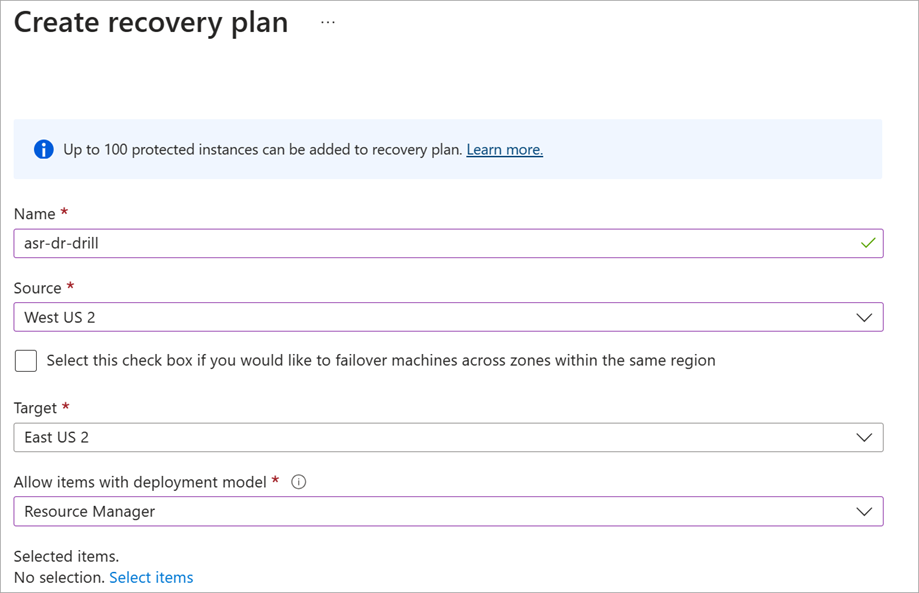 Create recovery plan ...
Up to 100 protected instances can be added to recovery plan. Learn more.
Name *
asr-dr-drill
Source *
West US 2
Select this check box if you would like to failover machines across zones within the same region
Target *
East US 2
Allow items with deployment model *
Resource Manager
Selected items.
No selection. Select items